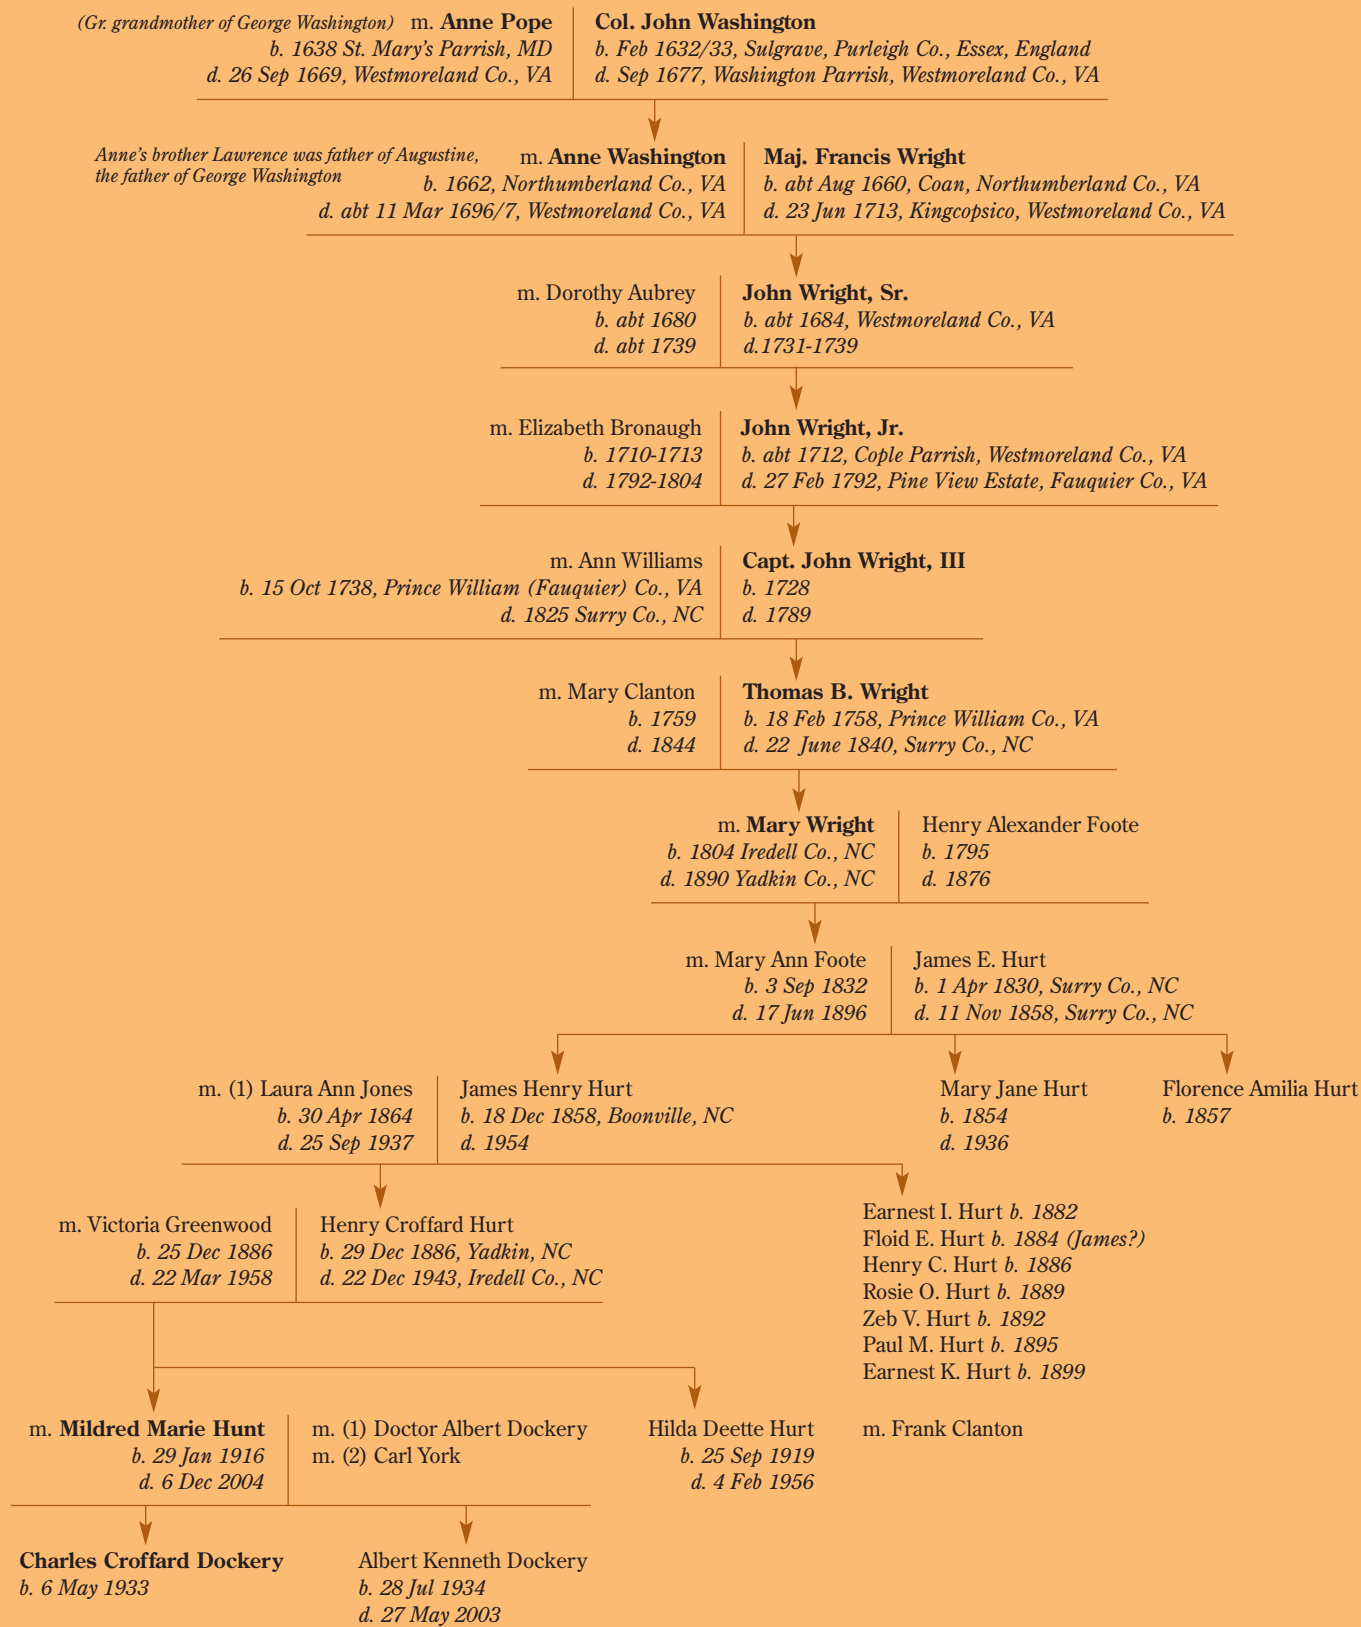 (Gr. grandmother of George Washington) m. Anne Pope
b. 1638 St. Mary's Parrish, MD
d. 26 Sep 1669, Westmoreland Co., VA
Col. John Washington
b. Feb 1632/33, Sulgrave, Purleigh Co., Essex, England
d. Sep 1677, Washington Parrish, Westmoreland Co., VA
Anne's brother Lawrence was father of Augustine,
the father of George Washington
m. Anne Washington
b. 1662, Northumberland Co., VA
d. abt 11 Mar 1696/7, Westmoreland Co., VA
Maj. Francis Wright
b. abt Aug 1660, Coan, Northumberland Co., VA
d. 23 Jun 1713, Kingcopsico, Westmoreland Co., VA
m. Dorothy Aubrey
b. abt 1680
d. abt 1739
John Wright, Sr.
b. abt 1684, Westmoreland Co., VA
d.1731-1739
m. Elizabeth Bronaugh
b. 1710-1713
d. 1792-1804
John Wright, Jr.
b. abt 1712, Cople Parrish, Westmoreland Co., VA
d. 27 Feb 1792, Pine View Estate, Fauquier Co., VA
m. Ann Williams
b. 15 Oct 1738, Prince William (Fauquier) Co., VA
d. 1825 Surry Co., NC
Capt. John Wright, III
b. 1728
d. 1789
m. Mary Clanton
b. 1759
d. 1844
Thomas B. Wright
b. 18 Feb 1758, Prince William Co., VA
d. 22 June 1840, Surry Co., NC
m. Mary Wright
b. 1804 Iredell Co., NC
d. 1890 Yadkin Co., NC
Henry Alexander Foote
b. 1795
d. 1876
m. Mary Ann Foote
b. 3 Sep 1832
d. 17 Jun 1896
James E. Hurt
b. 1 Apr 1830, Surry Co., NC
d. 11 Nov 1858, Surry Co., NC
m. (1) Laura Ann Jones
b. 30 Apr 1864
d. 25 Sep 1937
James Henry Hurt
b. 18 Dec 1858, Boonville, NC
d. 1954
Mary Jane Hurt
b. 1854
d. 1936
Florence Amilia Hurt
b. 1857
m. Victoria Greenwood
b. 25 Dec 1886
d. 22 Mar 1958
Henry Croffard Hurt
b. 29 Dec 1886, Yadkin, NC
d. 22 Dec 1943, Iredell Co., NC
Earnest I. Hurt b. 1882
Floid E. Hurt b. 1884 (James?)
Henry C. Hurt b. 1886
Rosie O. Hurt b. 1889
Zeb V. Hurt b. 1892
Paul M. Hurt b. 1895
Earnest K. Hurt b. 1899
m. Mildred Marie Hunt
b. 29 Jan 1916
d. 6 Dec 2004
m. (1) Doctor Albert Dockery
m. (2) Carl York
Hilda Deette Hurt
b. 25 Sep 1919
d. 4 Feb 1956
m. Frank Clanton
Charles Croffard Dockery
b. 6 May 1933
Albert Kenneth Dockery
b. 28 Jul 1934
d. 27 May 2003